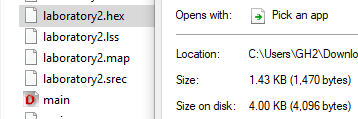 laboratory2.hex
laboratory2.lss
laboratory2.map
laboratory2.srec
main
Opens with: Pick an app
Location: C:\Users\GH2\Downlo
Size: 1.43 KB (1,470 bytes)
Size on disk: 4.00 KB (4,096 bytes)